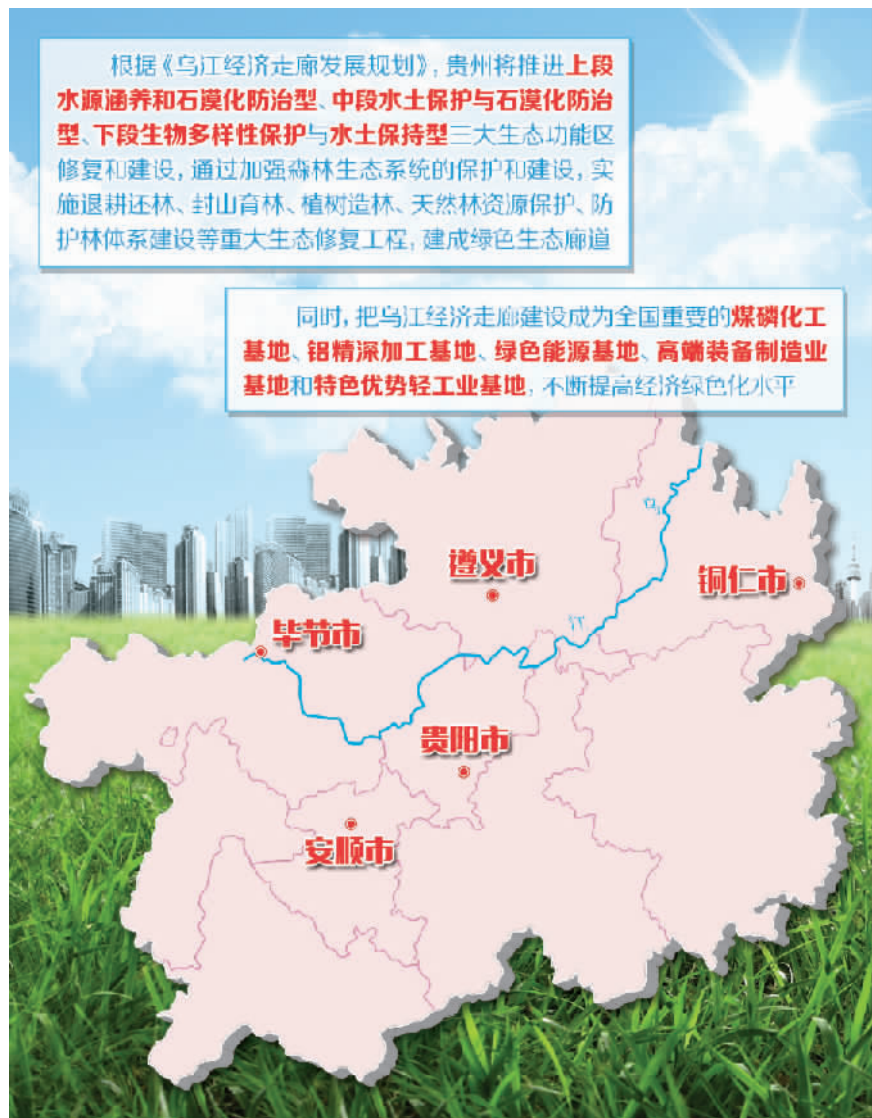 根据《乌江经济走廊发展规划》，贵州将推进上段
水源涵养和石漠化防治型、中段水土保护与石漠化防治
型、下段生物多样性保护与水土保持型三大生态功能区
修复和建设，通过加强森林生态系统的保护和建设，实
施退耕还林、封山育林、植树造林、天然林资源保护、防
护林体系建设等重大生态修复工程，建成绿色生态廊道
同时，把乌江经济走廊建设成为全国重要的煤磷化工
基地、铝精深加工基地、绿色能源基地、高端装备制造业
基地和特色优势轻工业基地，不断提高经济绿色化水平
遵义市
铜仁市
毕节市
江
贵阳市
安顺市